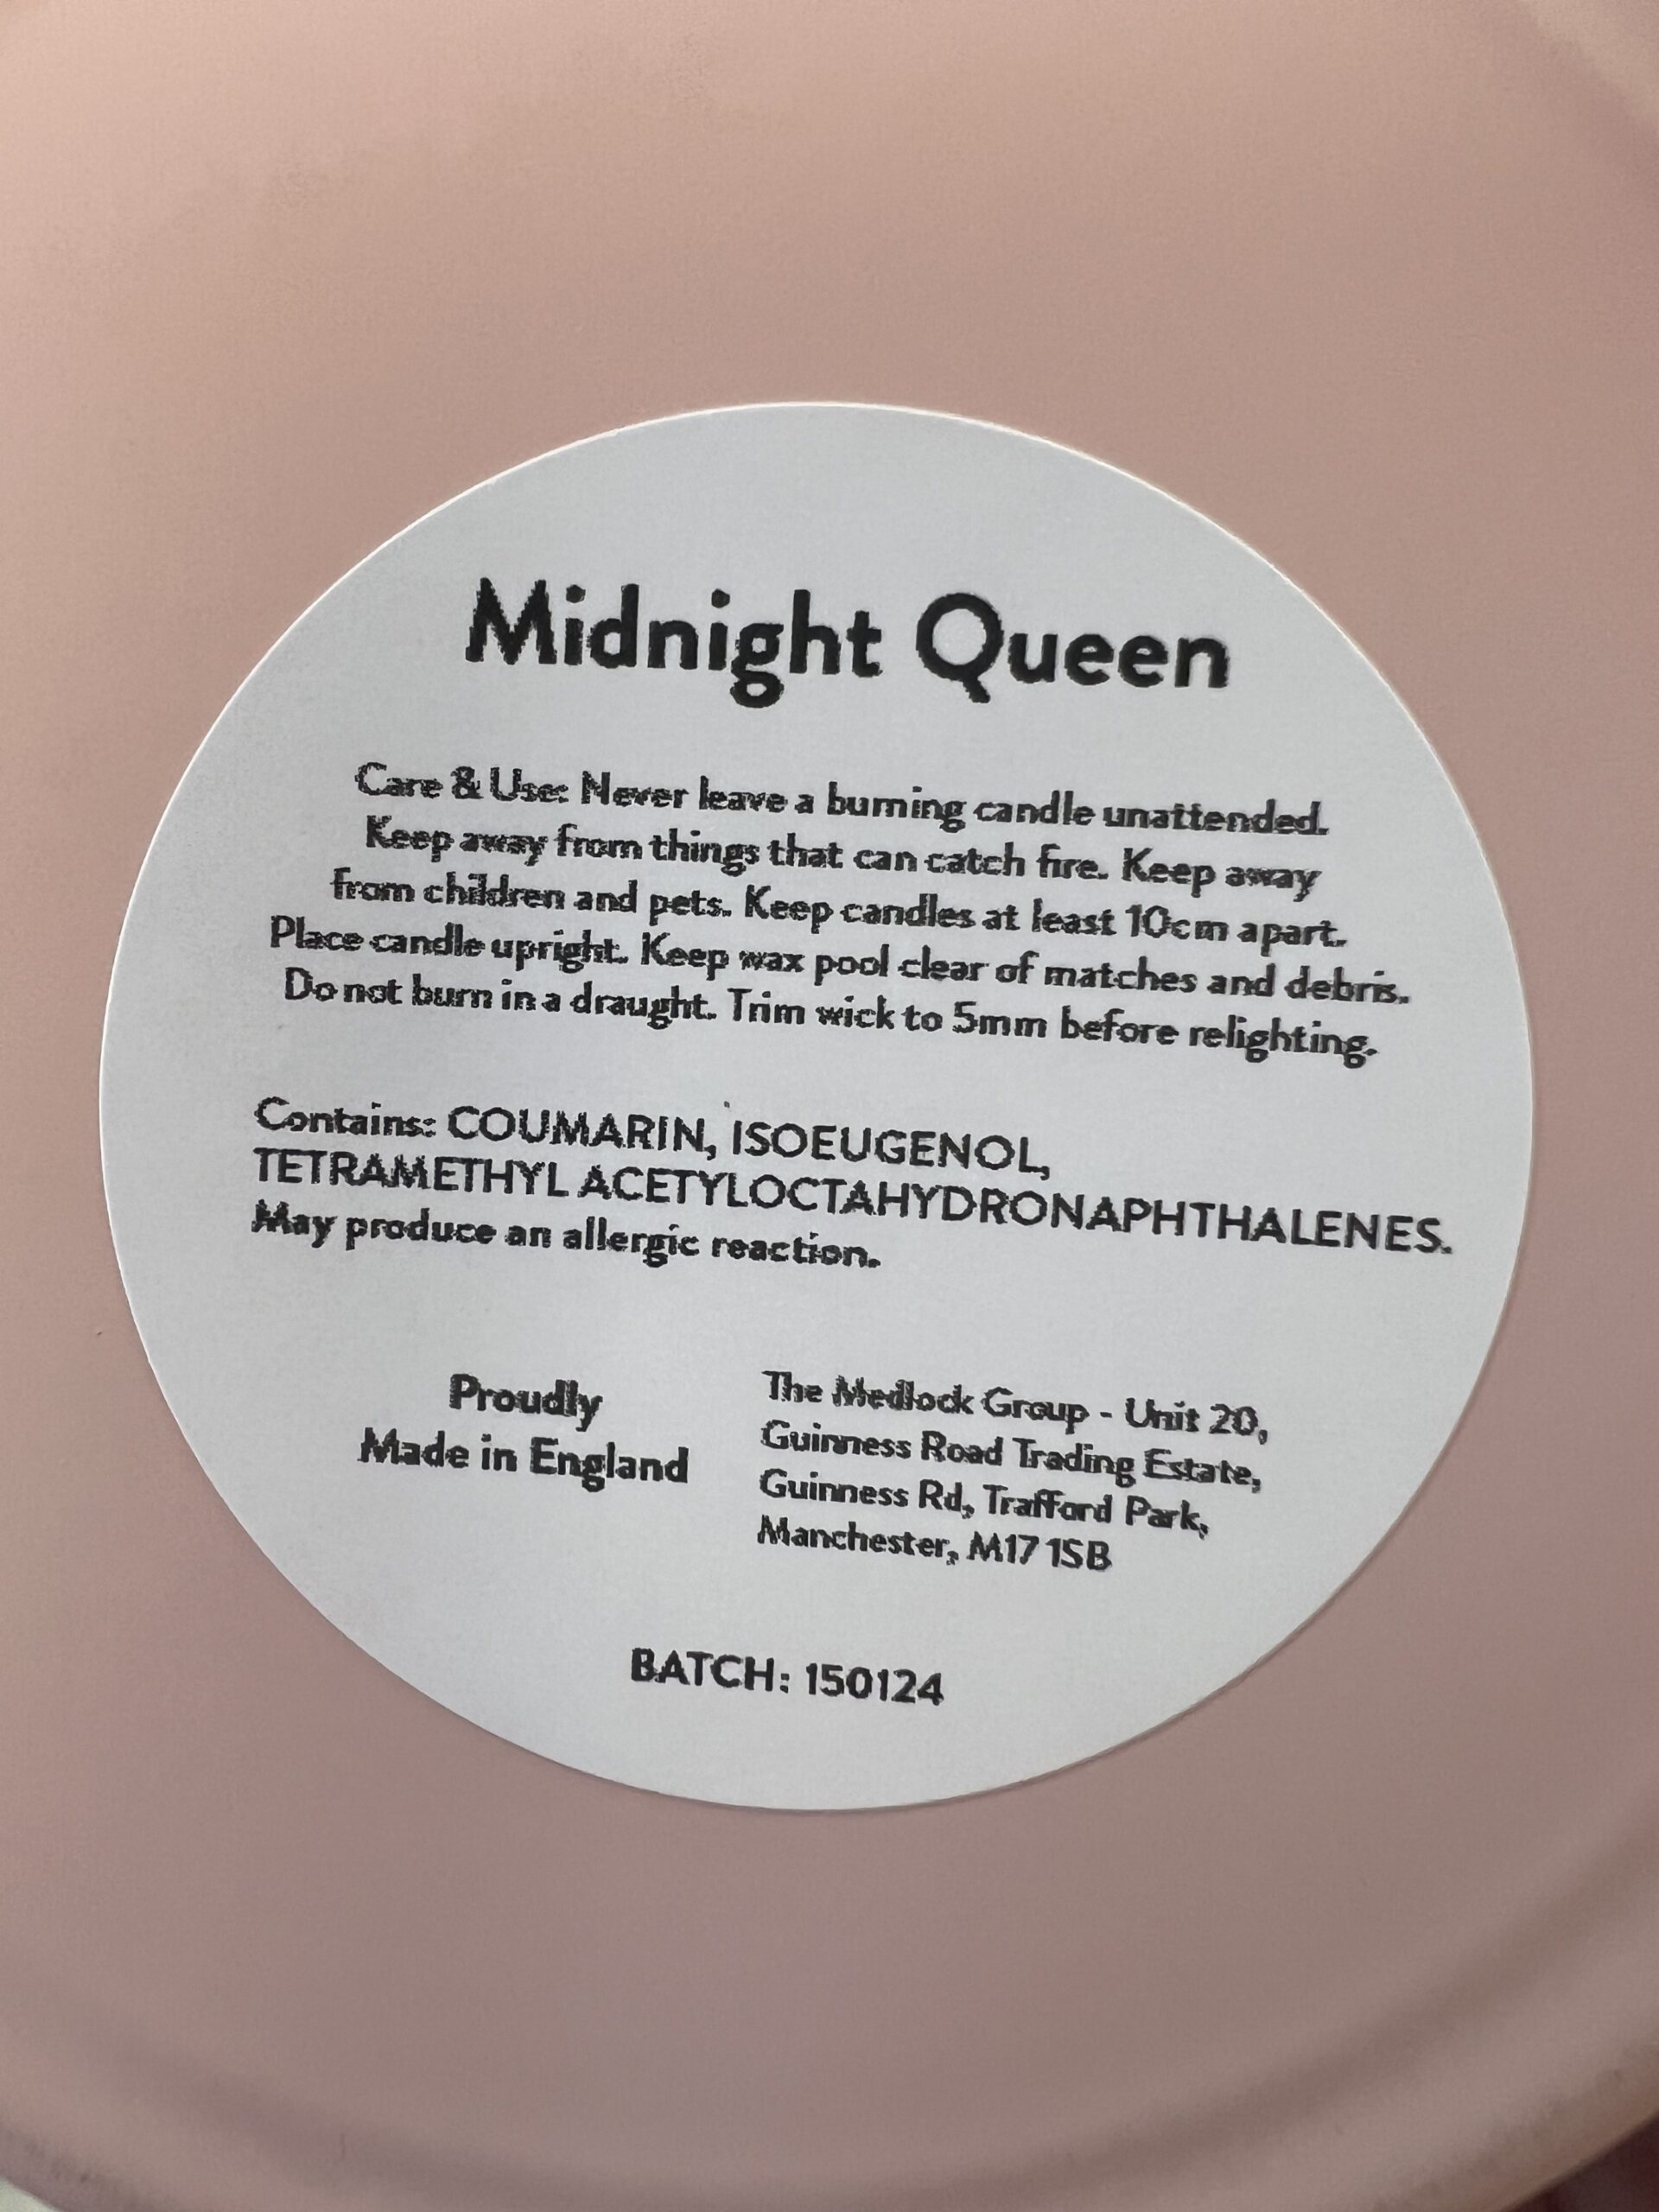 Midnight Queen
Care & Use: Never leave a burning candle unattended.
Keep away from things that can catch fire. Keep away
from children and pets. Keep candles at least 10cm apart.
Place candle upright. Keep wax pool clear of matches and debris.
Do not burn in a draught. Trim wick to 5mm before relighting.
Contains: COUMARIN, ISOEUGENOL,
TETRAMETHYL ACETYLOCTAHYDRONAPHTHALENES.
May produce an allergic reaction.
Proudly
Made in England
The Medlock Group - Unit 20,
Guinness Road Trading Estate,
Guinness Rd, Trafford Park,
Manchester, M17 1SB
BATCH: 150124